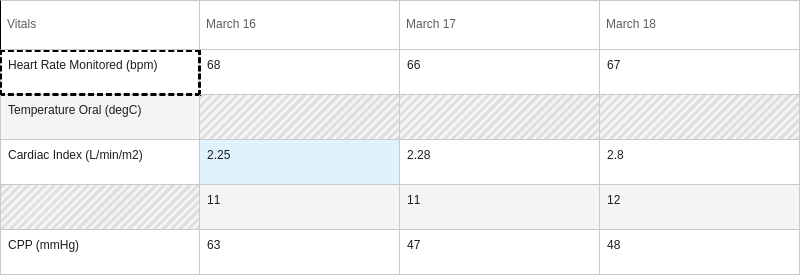 Vitals March 16 March 17 March 18
Heart Rate Monitored (bpm) 68 66 67
Temperature Oral (degC)
Cardiac Index (L/min/m2) 2.25 2.28 2.8
11 11 12
CPP (mmHg) 63 47 48